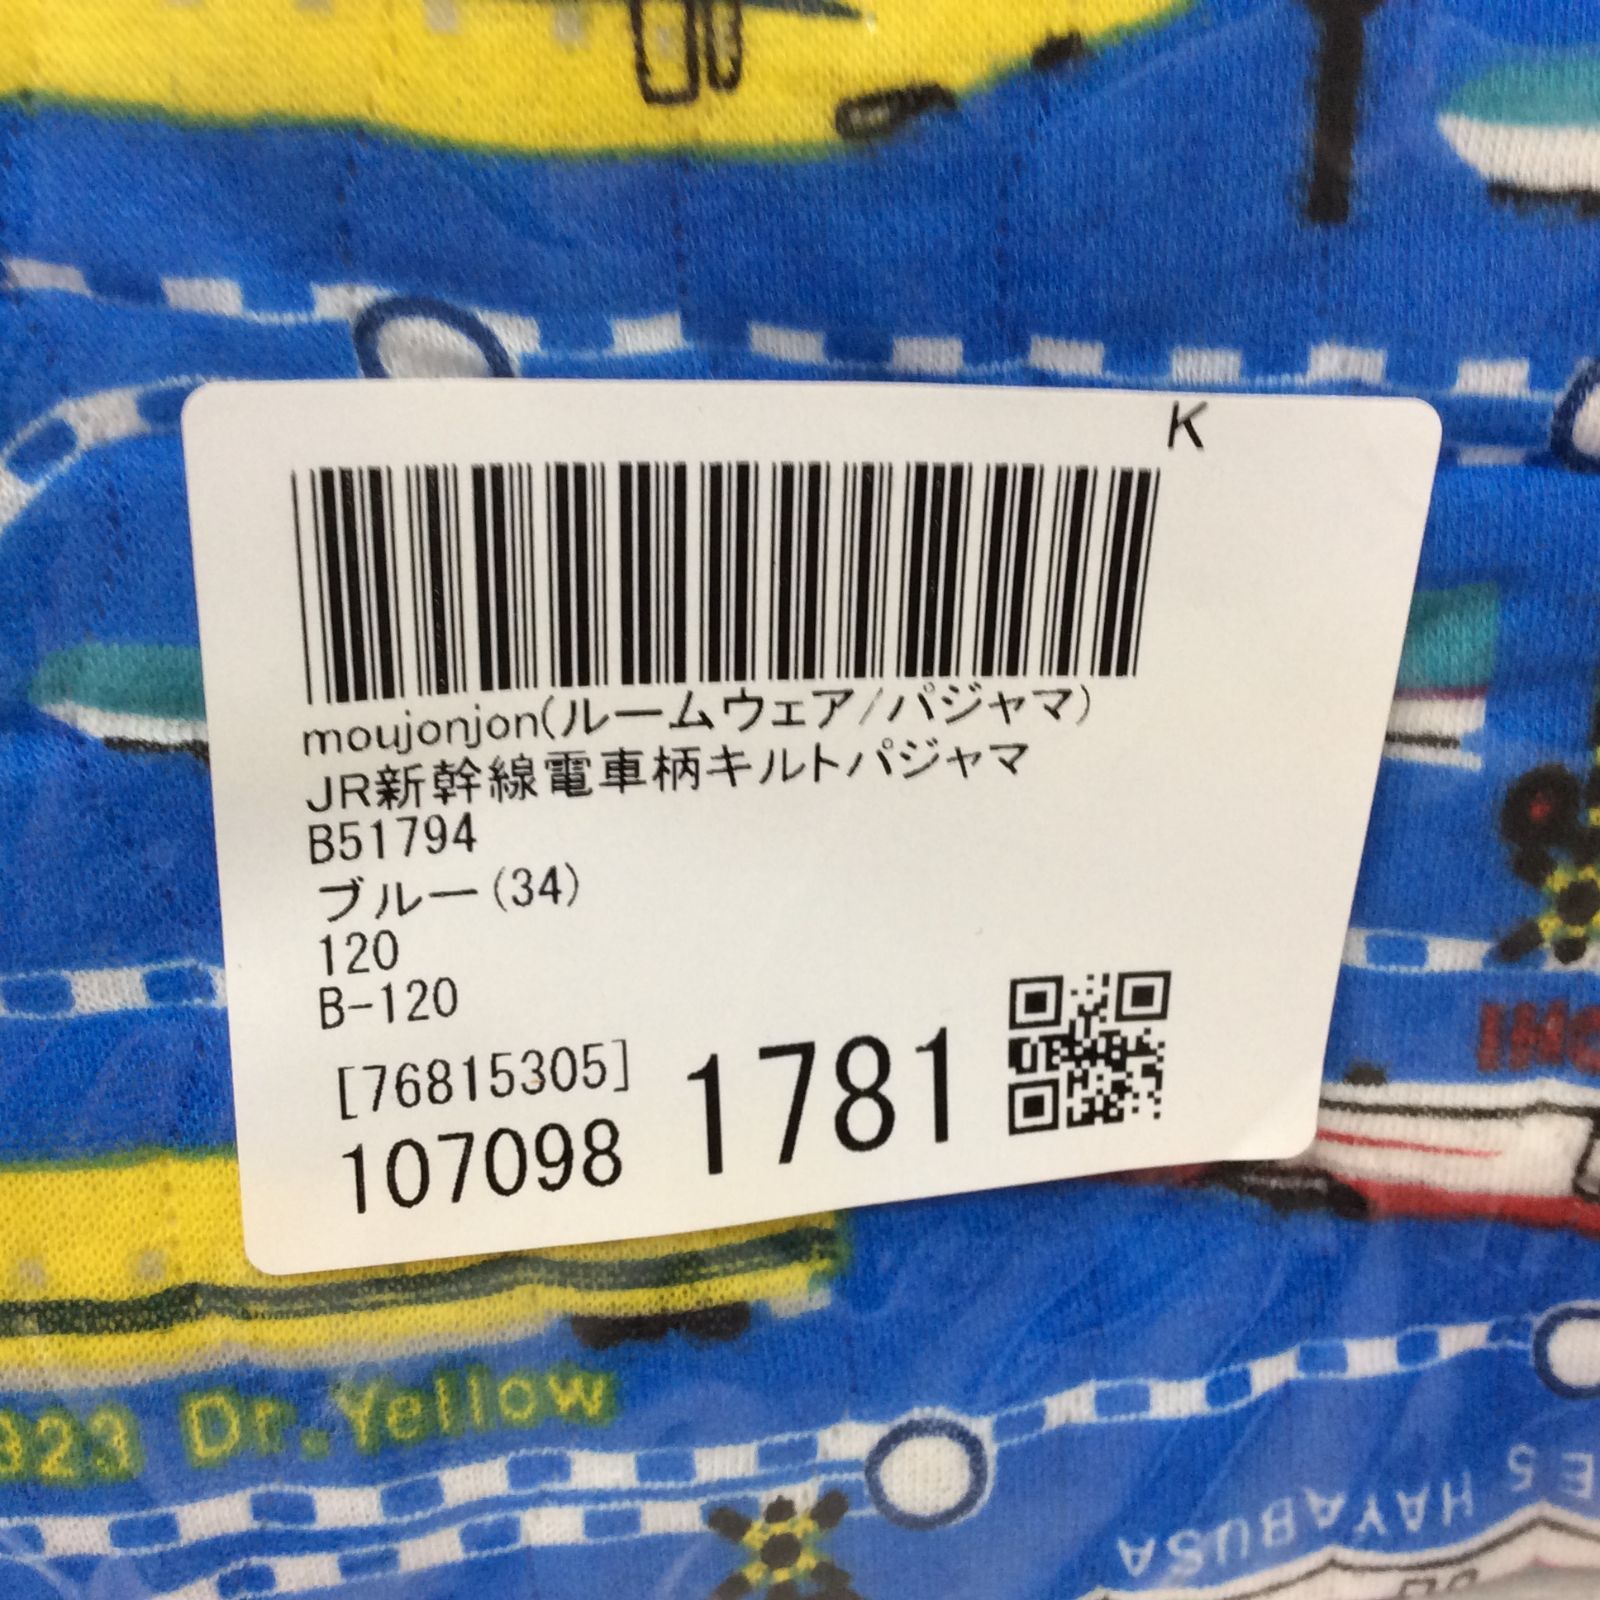 K
moujonjon(ルームウェア/パジャマ)
JR新幹線電車柄キルトパジャマ
B51794
ブルー(34)
120
B-120
[76815305]
107098 1781
923 Dr.Yellow
E5 HAYABUSA